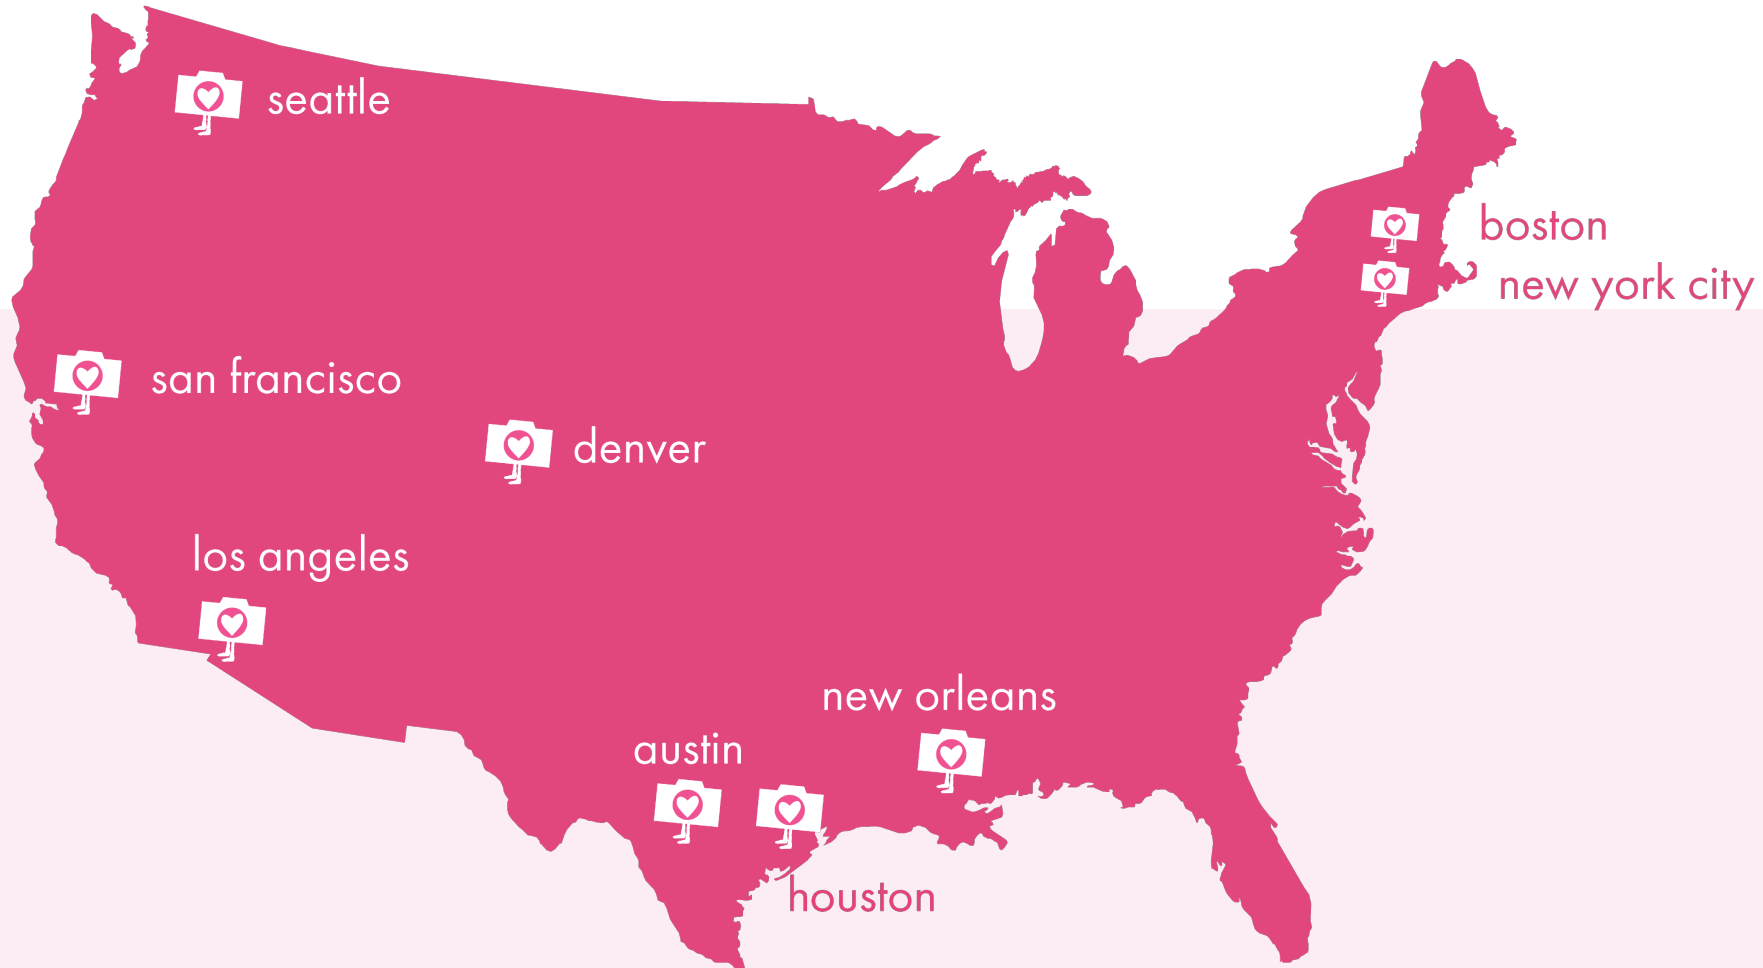 seattle
boston
new york city
san francisco
denver
los angeles
new orleans
austin
houston